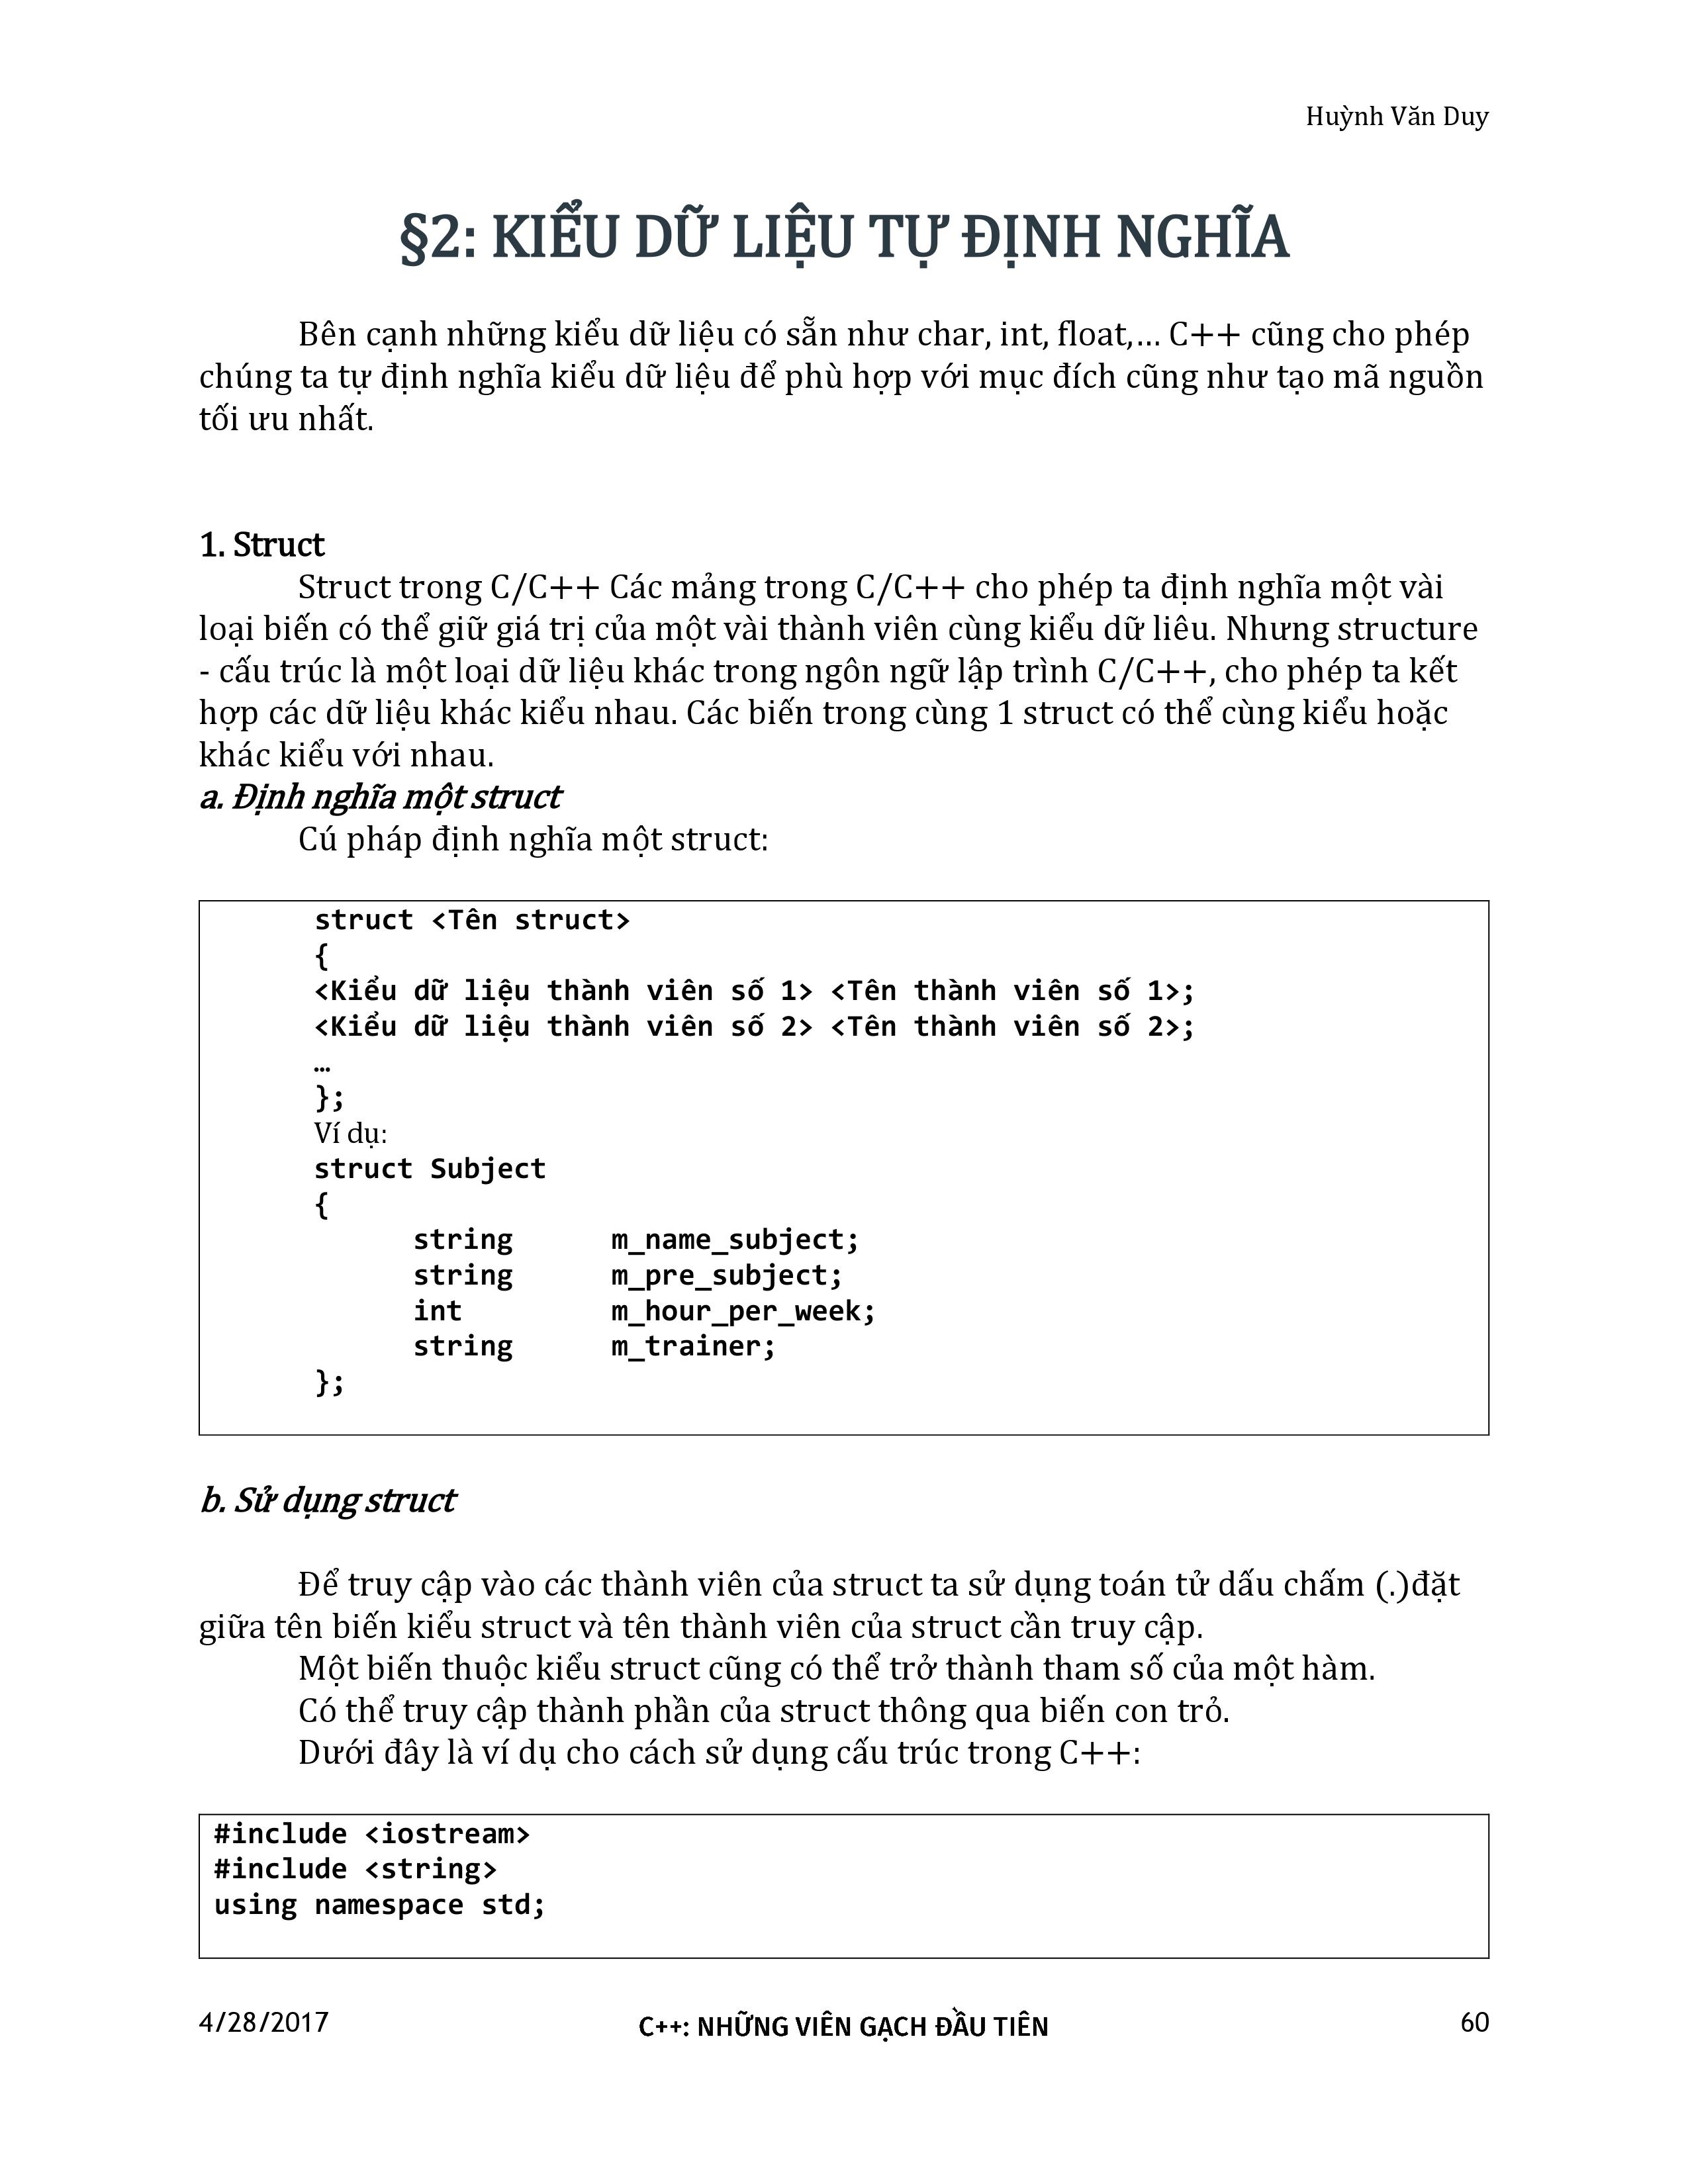 Huỳnh Văn Duy
§2: KIỂU DỮ LIỆU TỰ ĐỊNH NGHĨA
Bên cạnh những kiểu dữ liệu có sẵn như char, int, float,… C++ cũng cho phép
chúng ta tự định nghĩa kiểu dữ liệu để phù hợp với mục đích cũng như tạo mã nguồn
tối ưu nhất.
1. Struct
Struct trong C/C++ Các mảng trong C/C++ cho phép ta định nghĩa một vài
loại biến có thể giữ giá trị của một vài thành viên cùng kiểu dữ liêu. Nhưng structure
- cấu trúc là một loại dữ liệu khác trong ngôn ngữ lập trình C/C++, cho phép ta kết
hợp các dữ liệu khác kiểu nhau. Các biến trong cùng 1 struct có thể cùng kiểu hoặc
khác kiểu với nhau.
a. Định nghĩa một struct
Cú pháp định nghĩa một struct:
struct <Tên struct>
{
<Kiểu dữ liệu thành viên số 1> <Tên thành viên số 1>;
<Kiểu dữ liệu thành viên số 2> <Tên thành viên số 2>;
…
};
Ví dụ:
struct Subject
{
string m_name_subject;
string m_pre_subject;
int m_hour_per_week;
string m_trainer;
};
b. Sử dụng struct
Để truy cập vào các thành viên của struct ta sử dụng toán tử dấu chấm (.)đặt
giữa tên biến kiểu struct và tên thành viên của struct cần truy cập.
Một biến thuộc kiểu struct cũng có thể trở thành tham số của một hàm.
Có thể truy cập thành phần của struct thông qua biến con trỏ.
Dưới đây là ví dụ cho cách sử dụng cấu trúc trong C++:
#include <iostream>
#include <string>
using namespace std;
4/28/2017 C++: NHỮNG VIÊN GẠCH ĐẦU TIÊN 60